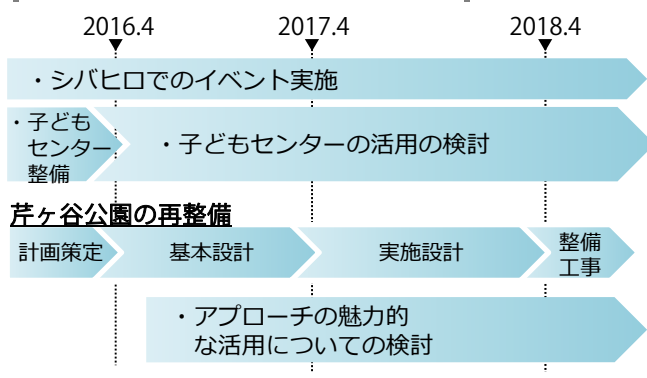 2016.4 2017.4 2018.4
・シバヒロでのイベント実施
・子ども
センター
整備
・子どもセンターの活用の検討
芹ヶ谷公園の再整備
計画策定 基本設計 実施設計 整備
工事
・アプローチの魅力的
な活用についての検討